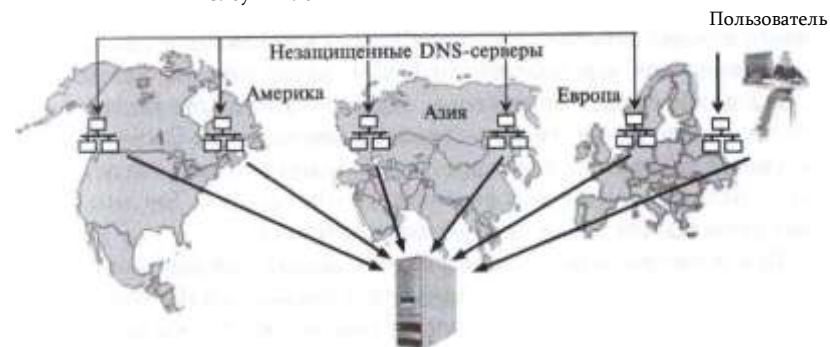 Пользователь
Незащищенные DNS-серверы
Америка
Азия
Европа